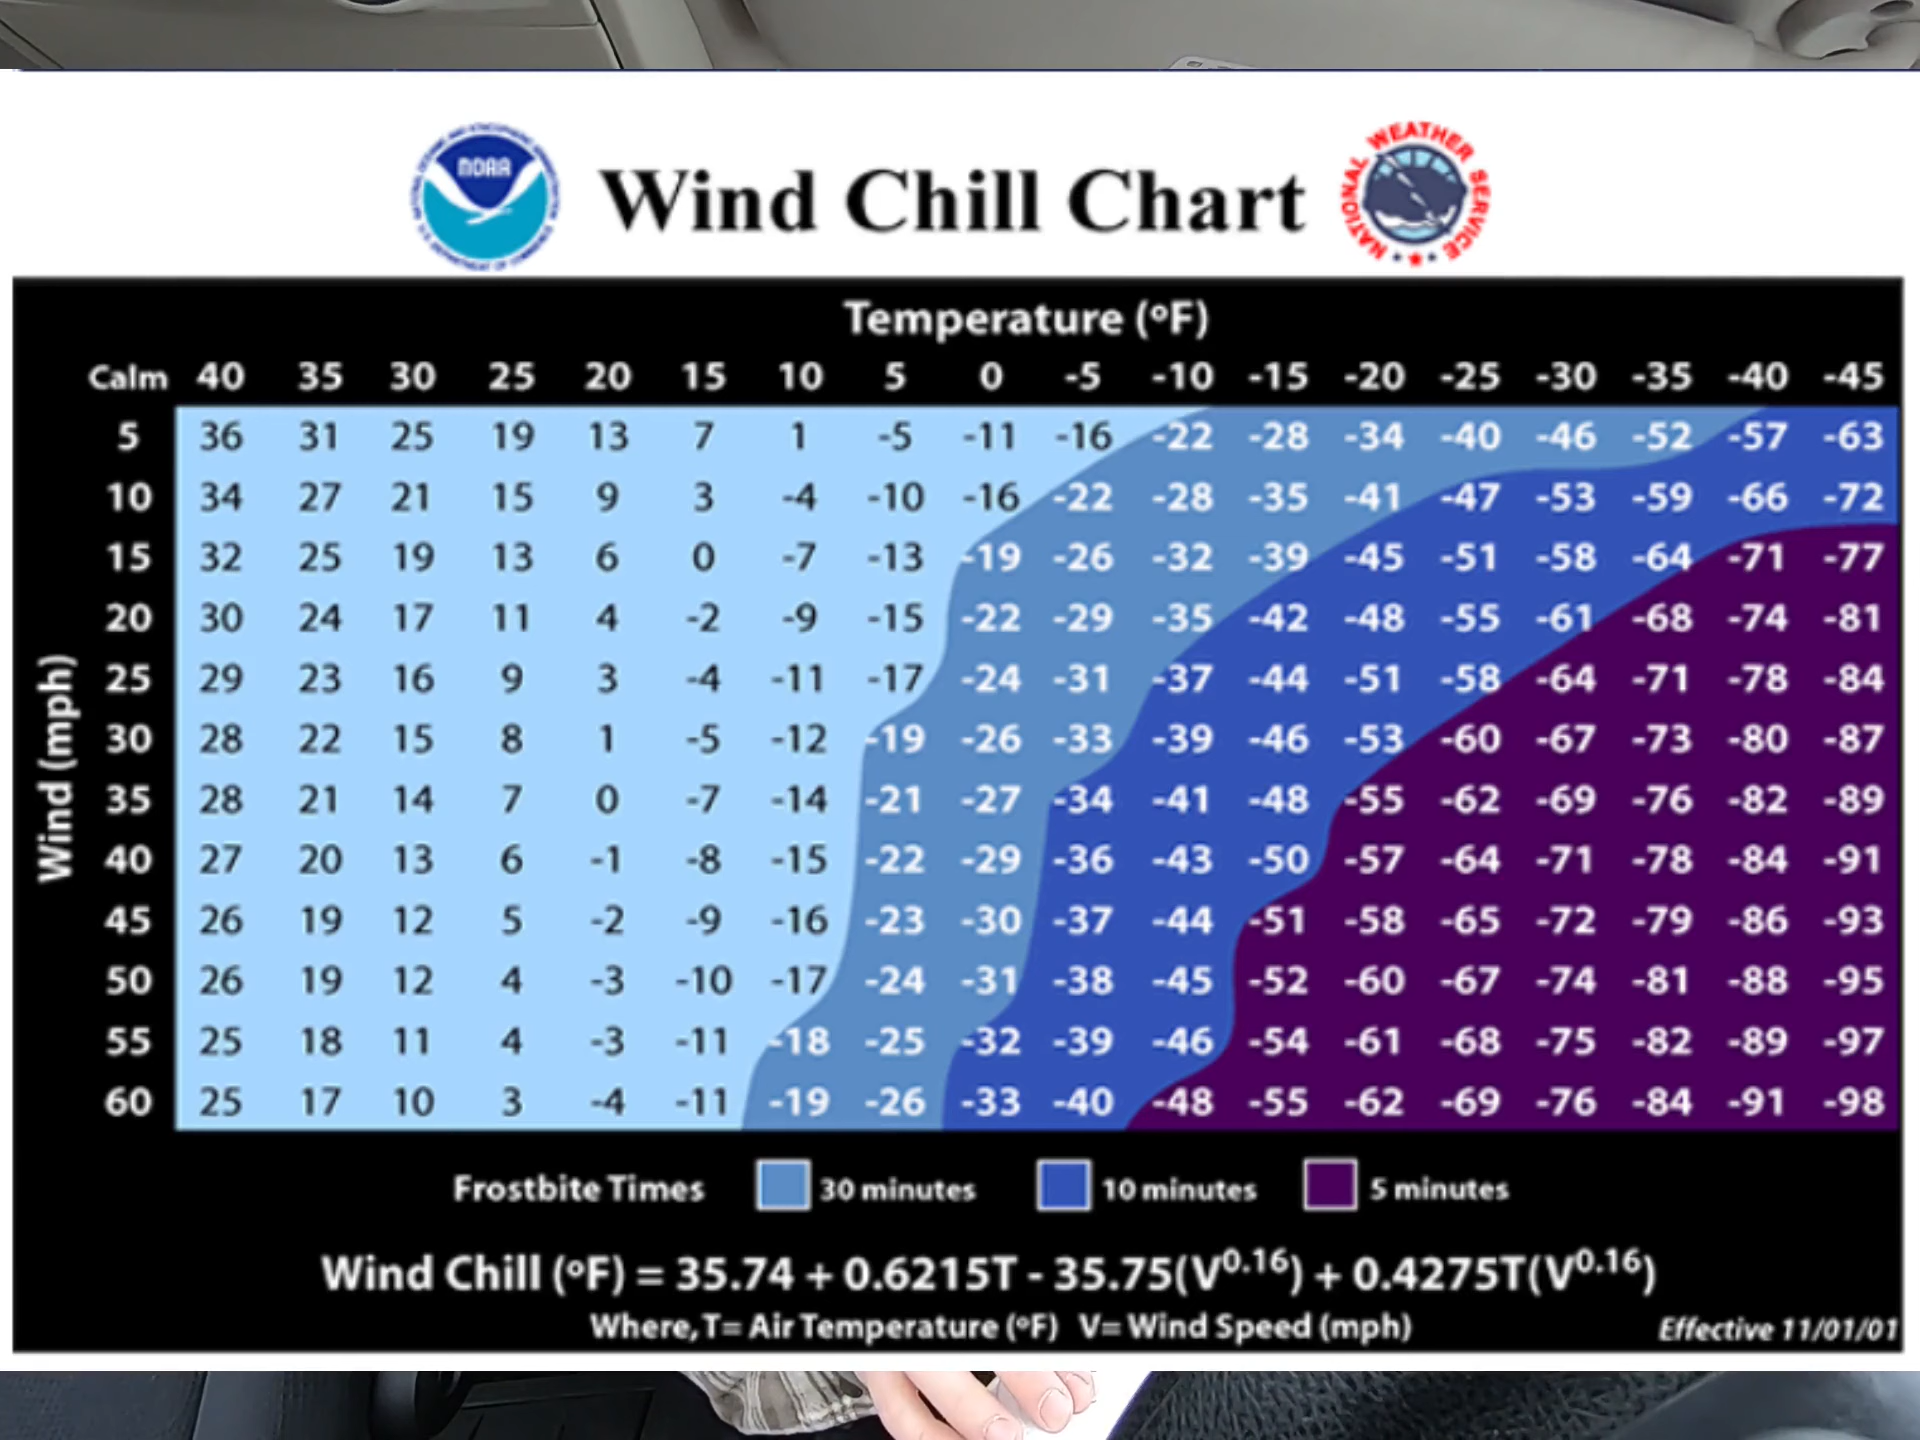 NOAA
Wind Chill Chart
NATIONAL WEATHER SERVICE
Temperature (ºF)
Calm 40 35 30 25 20 15 10 5 0 -5 -10 -15 -20 -25 -30 -35 -40 -45
Wind (mph)
5 36 31 25 19 13 7 1 -5 -11 -16 -22 -28 -34 -40 -46 -52 -57 -63
10 34 27 21 15 9 3 -4 -10 -16 -22 -28 -35 -41 -47 -53 -59 -66 -72
15 32 25 19 13 6 0 -7 -13 -19 -26 -32 -39 -45 -51 -58 -64 -71 -77
20 30 24 17 11 4 -2 -9 -15 -22 -29 -35 -42 -48 -55 -61 -68 -74 -81
25 29 23 16 9 3 -4 -11 -17 -24 -31 -37 -44 -51 -58 -64 -71 -78 -84
30 28 22 15 8 1 -5 -12 -19 -26 -33 -39 -46 -53 -60 -67 -73 -80 -87
35 28 21 14 7 0 -7 -14 -21 -27 -34 -41 -48 -55 -62 -69 -76 -82 -89
40 27 20 13 6 -1 -8 -15 -22 -29 -36 -43 -50 -57 -64 -71 -78 -84 -91
45 26 19 12 5 -2 -9 -16 -23 -30 -37 -44 -51 -58 -65 -72 -79 -86 -93
50 26 19 12 4 -3 -10 -17 -24 -31 -38 -45 -52 -60 -67 -74 -81 -88 -95
55 25 18 11 4 -3 -11 -18 -25 -32 -39 -46 -54 -61 -68 -75 -82 -89 -97
60 25 17 10 3 -4 -11 -19 -26 -33 -40 -48 -55 -62 -69 -76 -84 -91 -98
Frostbite Times 30 minutes 10 minutes 5 minutes
Wind Chill (ºF) = 35.74 + 0.6215T - 35.75(V0.16) + 0.4275T(V0.16)
Where, T= Air Temperature (ºF) V= Wind Speed (mph)
Effective 11/01/01